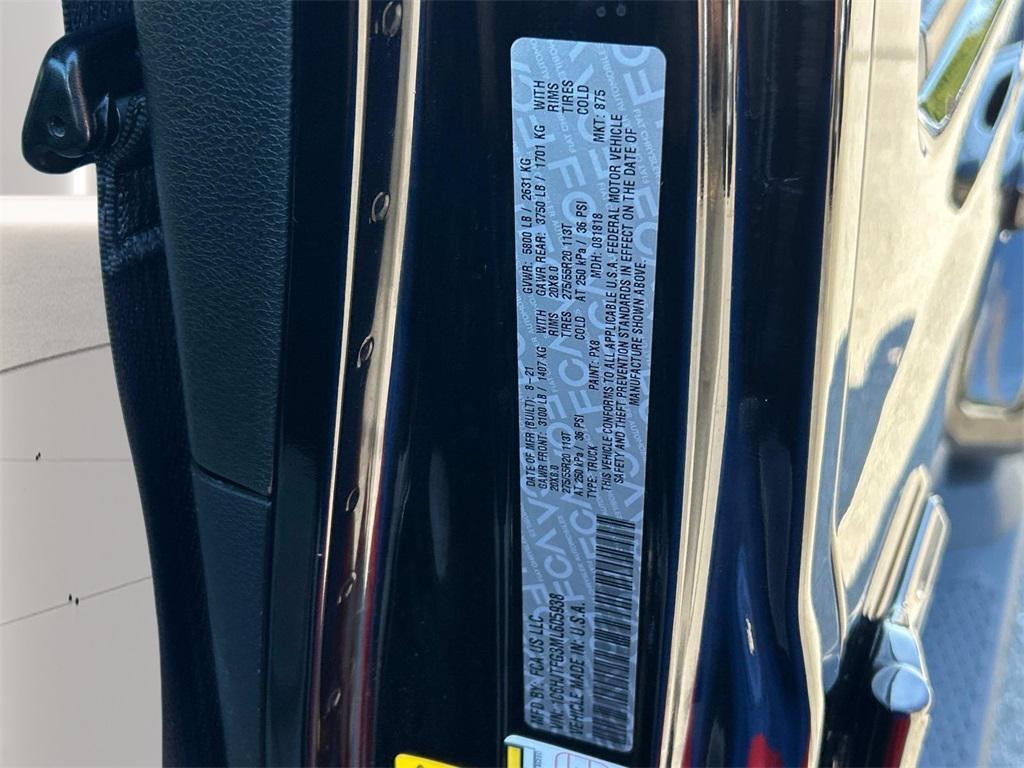 MFD BY: FCA US LLC
DATE OF MFR (BUILT): 8-21
GVWR: 5800 LB / 2631 KG
GAWR FRONT: 3100 LB / 1407 KG
WITH
GAWR REAR: 3750 LB / 1701 KG
WITH
20X8.0
RIMS
20X8.0
RIMS
275/55R20 113T
TIRES
275/55R20 113T
TIRES
AT 250 kPa / 36 PSI
COLD
AT 250 kPa / 36 PSI
COLD
TYPE: TRUCK
PAINT: PX8
MDH: 081818
MKT: 875
THIS VEHICLE CONFORMS TO ALL APPLICABLE U.S.A. FEDERAL MOTOR VEHICLE
SAFETY AND THEFT PREVENTION STANDARDS IN EFFECT ON THE DATE OF
MANUFACTURE SHOWN ABOVE.
VIN: 1C6HJTFG3ML605938
VEHICLE MADE IN: U.S.A.